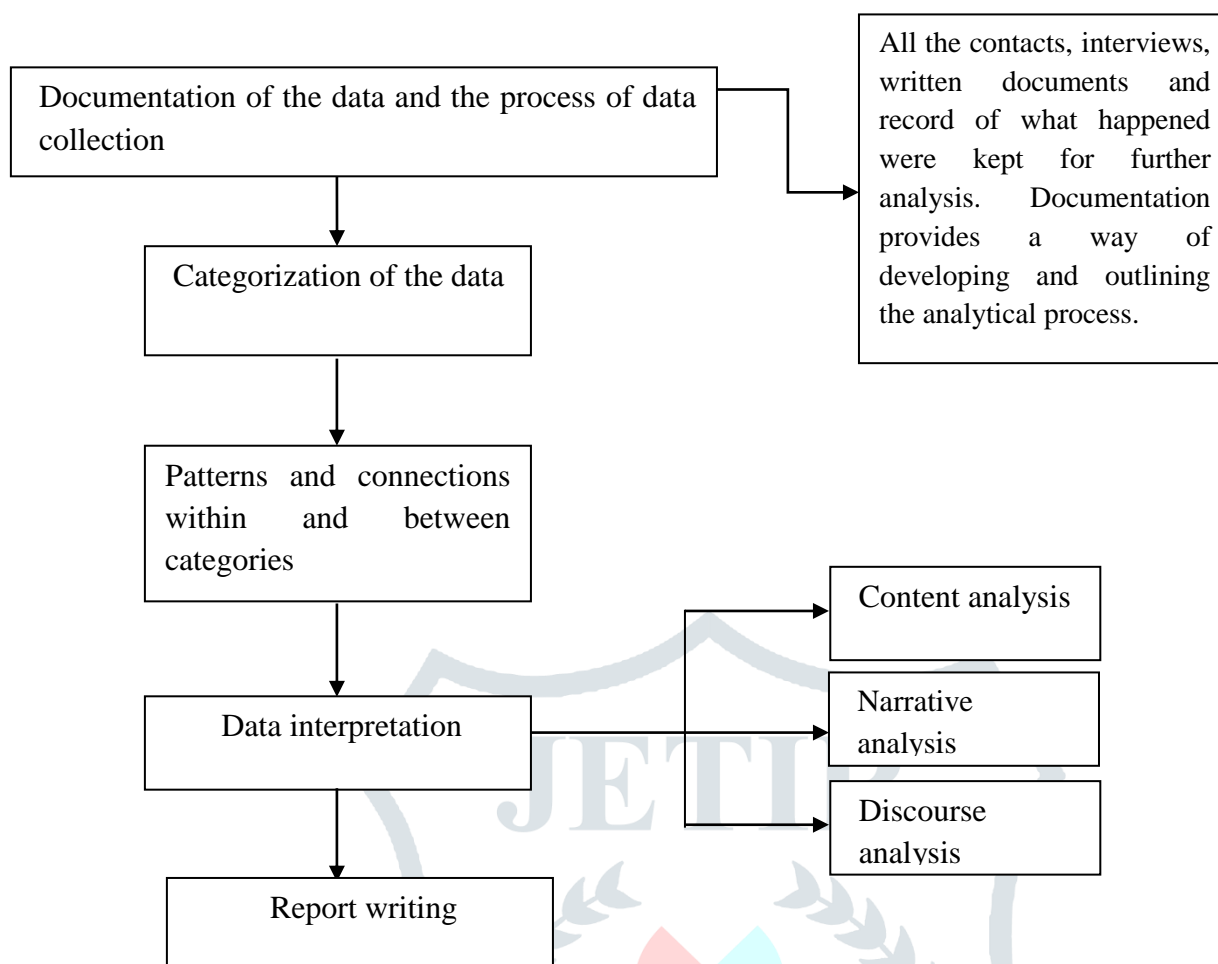 All the contacts, interviews,
written documents and
record of what happened
were kept for further
analysis. Documentation
provides a way of
developing and outlining
the analytical process.
Documentation of the data and the process of data
collection
Categorization of the data
Patterns and connections
within and between
categories
Content analysis
Narrative
analysis
Data interpretation
Discourse
analysis
Report writing
JETIR